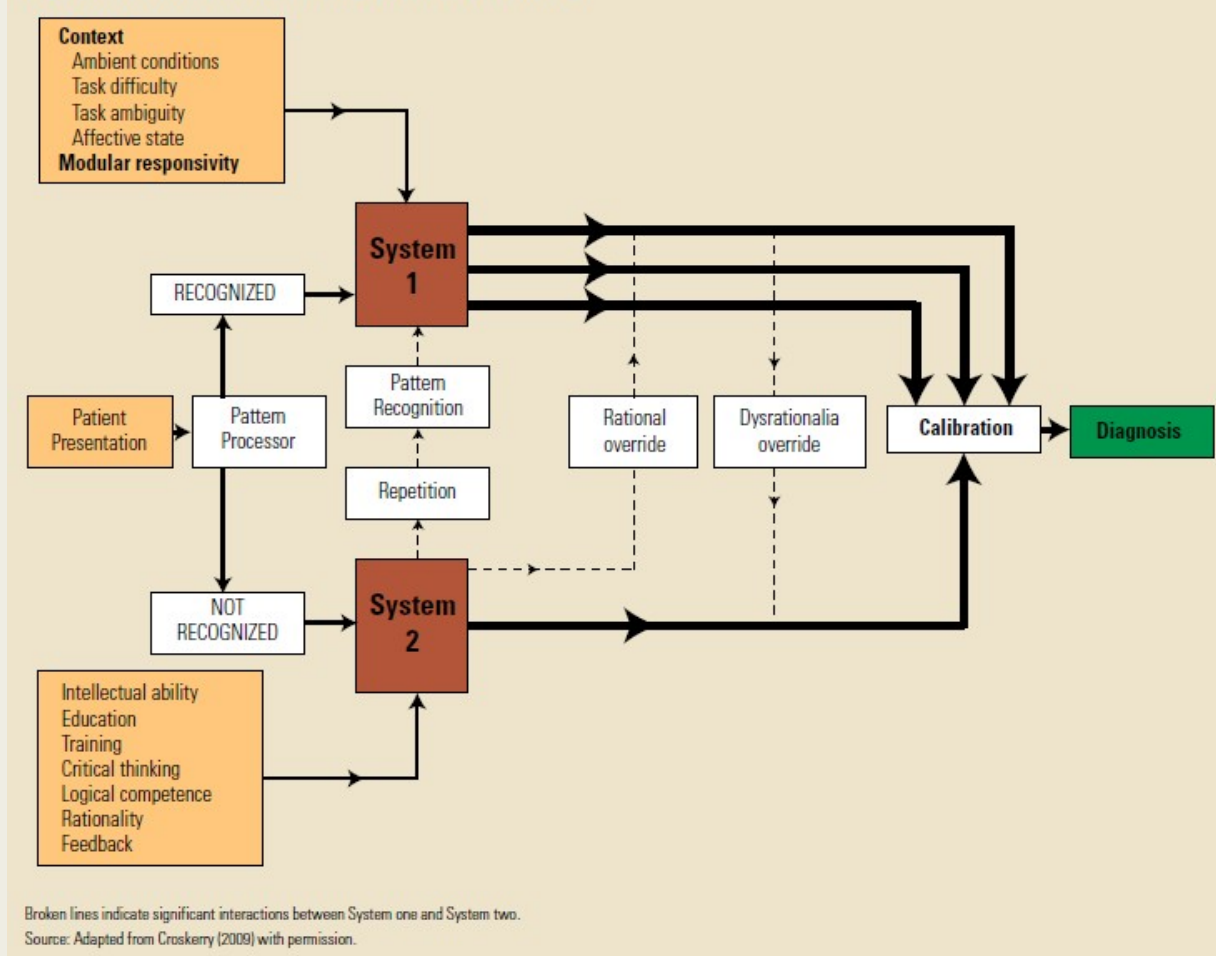 Context
Ambient conditions
Task difficulty
Task ambiguity
Affective state
Modular responsivity
System
1
RECOGNIZED
Pattern
Recognition
Patient
Presentation
Pattern
Processor
Rational
override
Dysrationalia
override
Calibration
Diagnosis
Repetition
NOT
RECOGNIZED
System
2
Intellectual ability
Education
Training
Critical thinking
Logical competence
Rationality
Feedback
Broken lines indicate significant interactions between System one and System two.
Source: Adapted from Croskerry (2009) with permission.